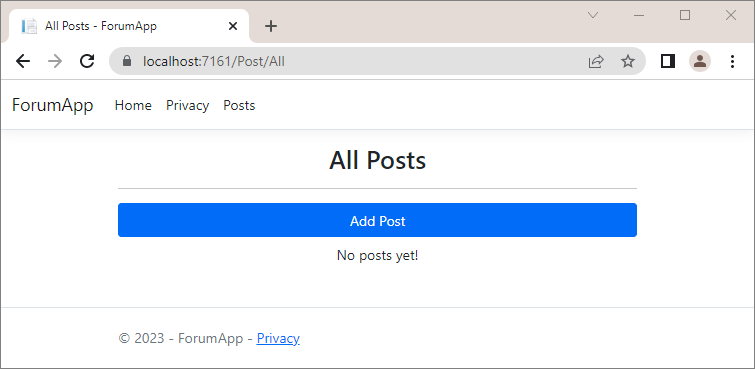 All Posts - ForumApp
localhost:7161/Post/All
ForumApp Home Privacy Posts
All Posts
Add Post
No posts yet!
© 2023 - ForumApp - Privacy